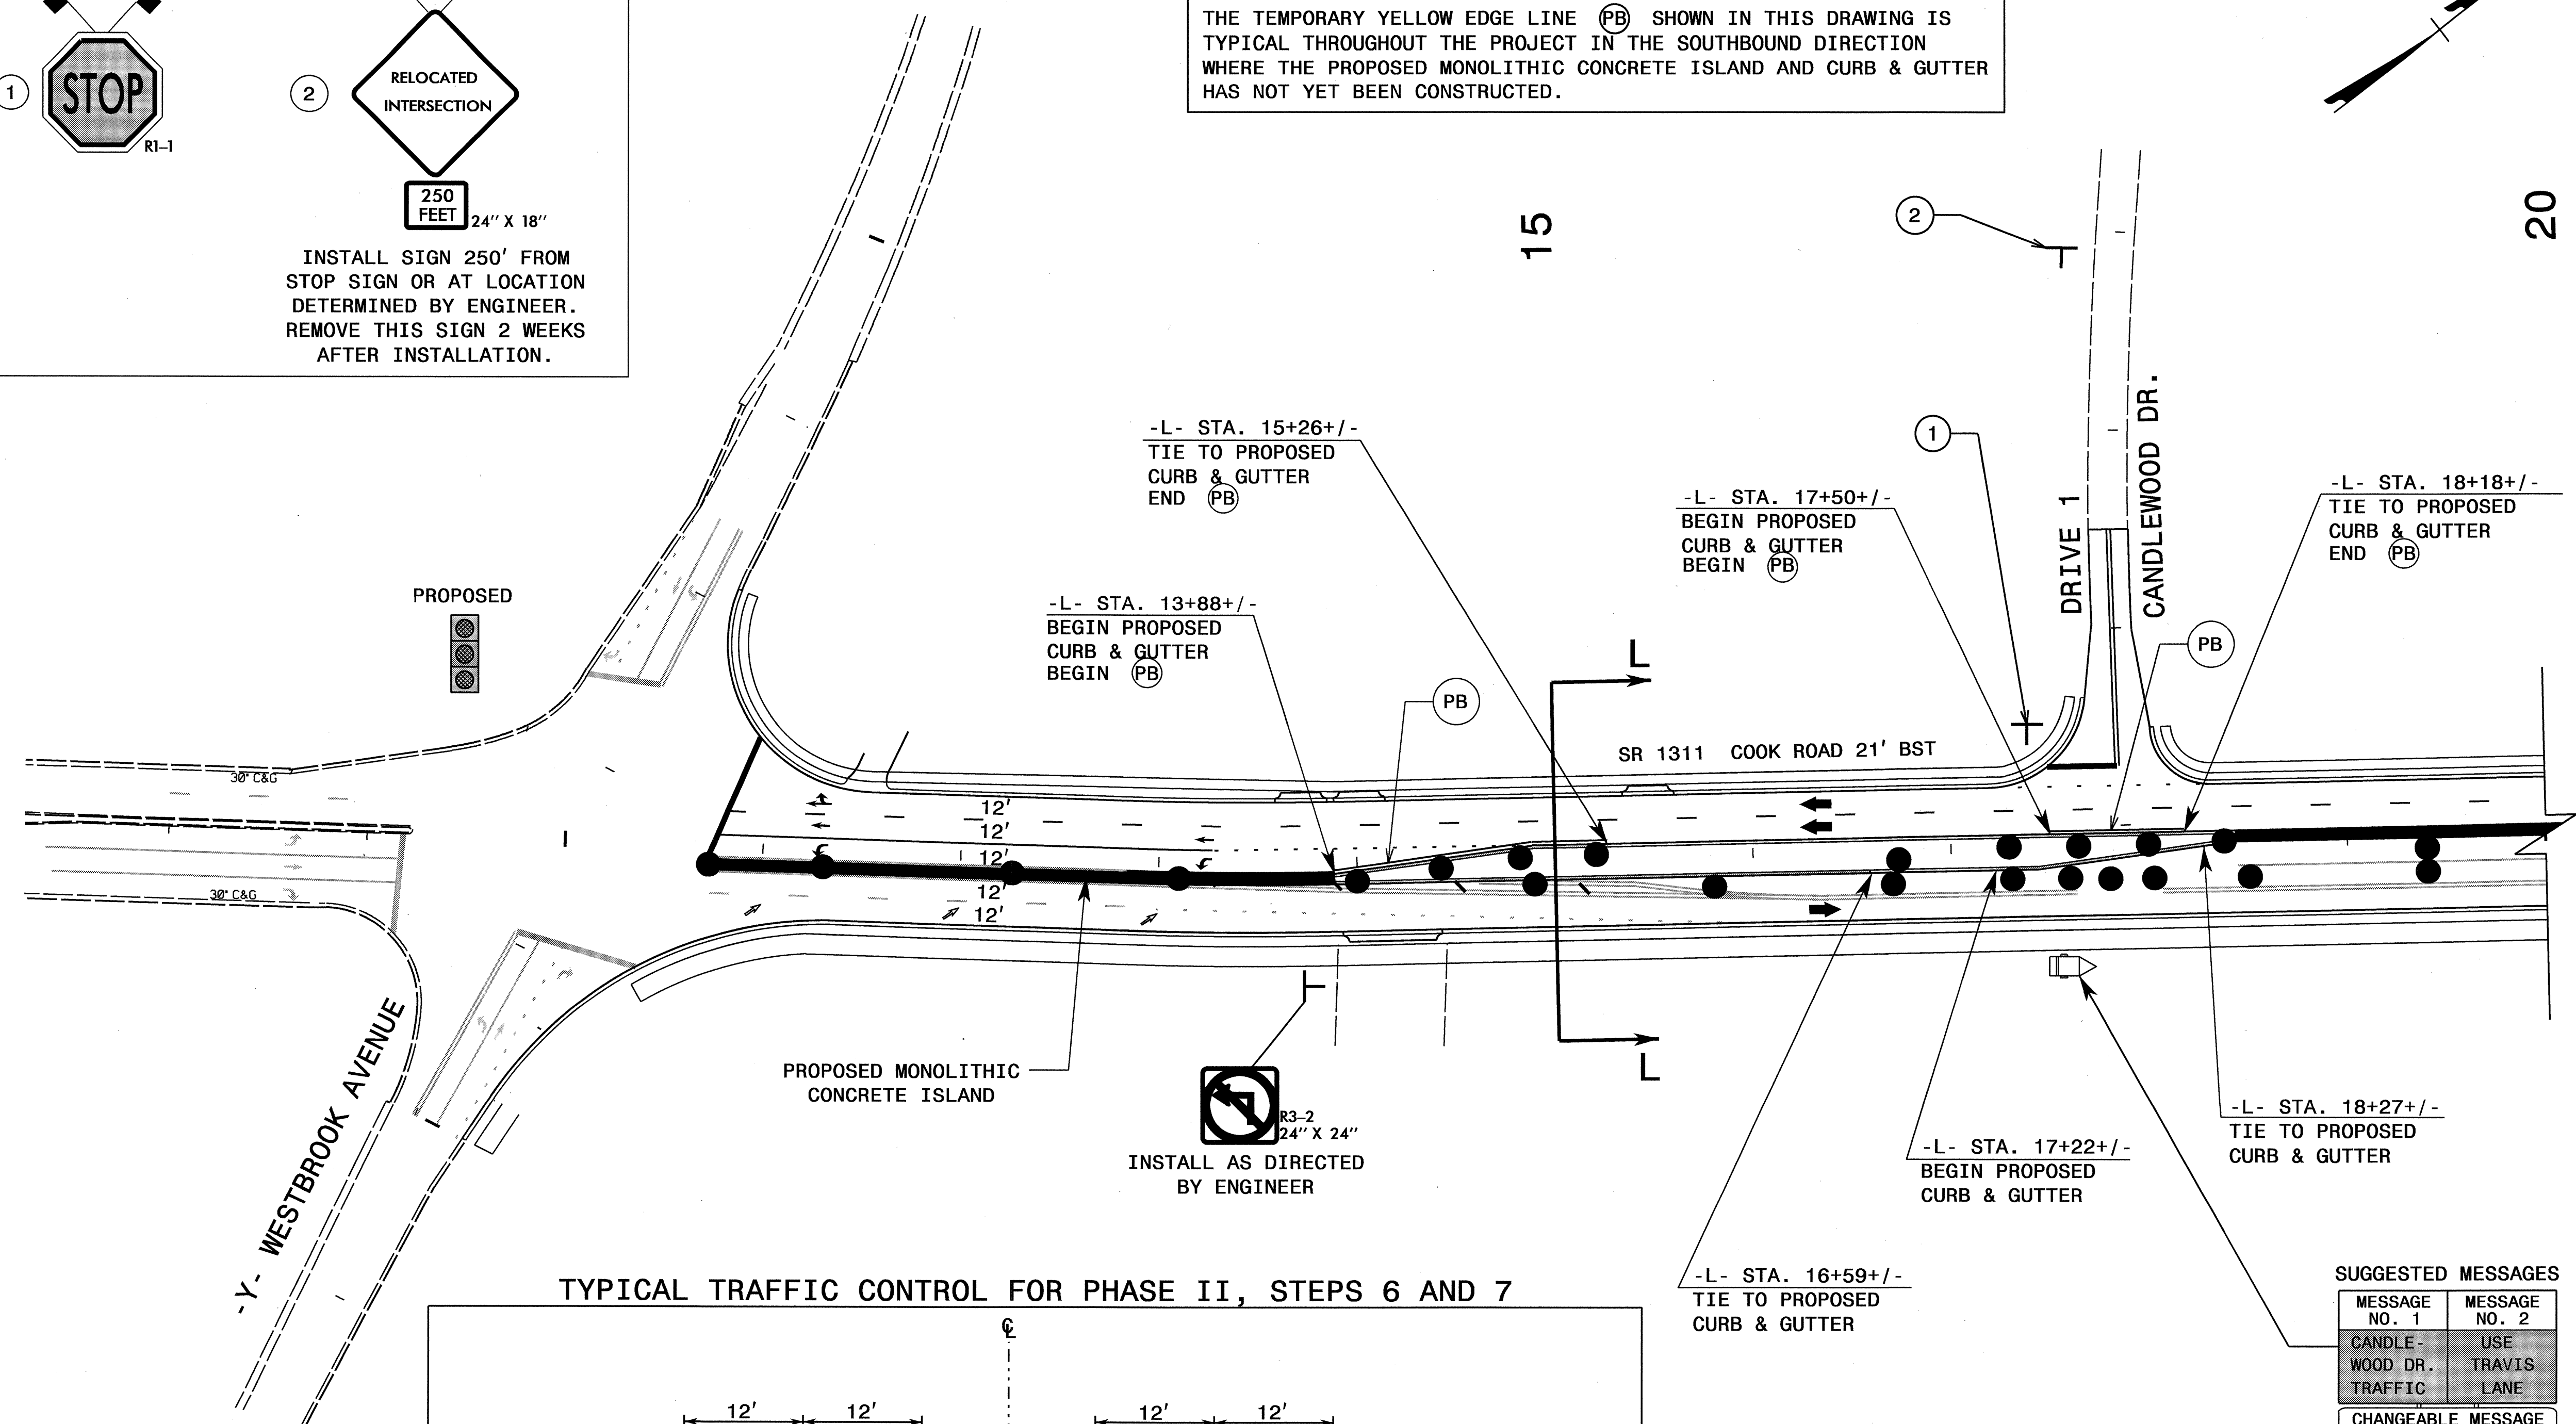 1
STOP
R1-1
2
RELOCATED
INTERSECTION
250
FEET
24" X 18"
INSTALL SIGN 250' FROM
STOP SIGN OR AT LOCATION
DETERMINED BY ENGINEER.
REMOVE THIS SIGN 2 WEEKS
AFTER INSTALLATION.
THE TEMPORARY YELLOW EDGE LINE PB SHOWN IN THIS DRAWING IS
TYPICAL THROUGHOUT THE PROJECT IN THE SOUTHBOUND DIRECTION
WHERE THE PROPOSED MONOLITHIC CONCRETE ISLAND AND CURB & GUTTER
HAS NOT YET BEEN CONSTRUCTED.
15
2
20
-L- STA. 15+26+/-
TIE TO PROPOSED
CURB & GUTTER
END PB
1
-L- STA. 17+50+/-
BEGIN PROPOSED
CURB & GUTTER
BEGIN PB
DRIVE 1
CANDLEWOOD DR.
-L- STA. 18+18+/-
TIE TO PROPOSED
CURB & GUTTER
END PB
PROPOSED
-L- STA. 13+88+/-
BEGIN PROPOSED
CURB & GUTTER
BEGIN PB
PB
L
PB
SR 1311 COOK ROAD 21' BST
30" C&G
12'
12'
12'
12'
12'
30" C&G
-Y- WESTBROOK AVENUE
PROPOSED MONOLITHIC
CONCRETE ISLAND
L
R3-2
24" X 24"
INSTALL AS DIRECTED
BY ENGINEER
-L- STA. 18+27+/-
TIE TO PROPOSED
CURB & GUTTER
-L- STA. 17+22+/-
BEGIN PROPOSED
CURB & GUTTER
-L- STA. 16+59+/-
TIE TO PROPOSED
CURB & GUTTER
TYPICAL TRAFFIC CONTROL FOR PHASE II, STEPS 6 AND 7
CL
12' 12' 12' 12'
SUGGESTED MESSAGES
MESSAGE NO. 1
MESSAGE NO. 2
CANDLE-
WOOD DR.
TRAFFIC
USE
TRAVIS
LANE
CHANGEABLE MESSAGE